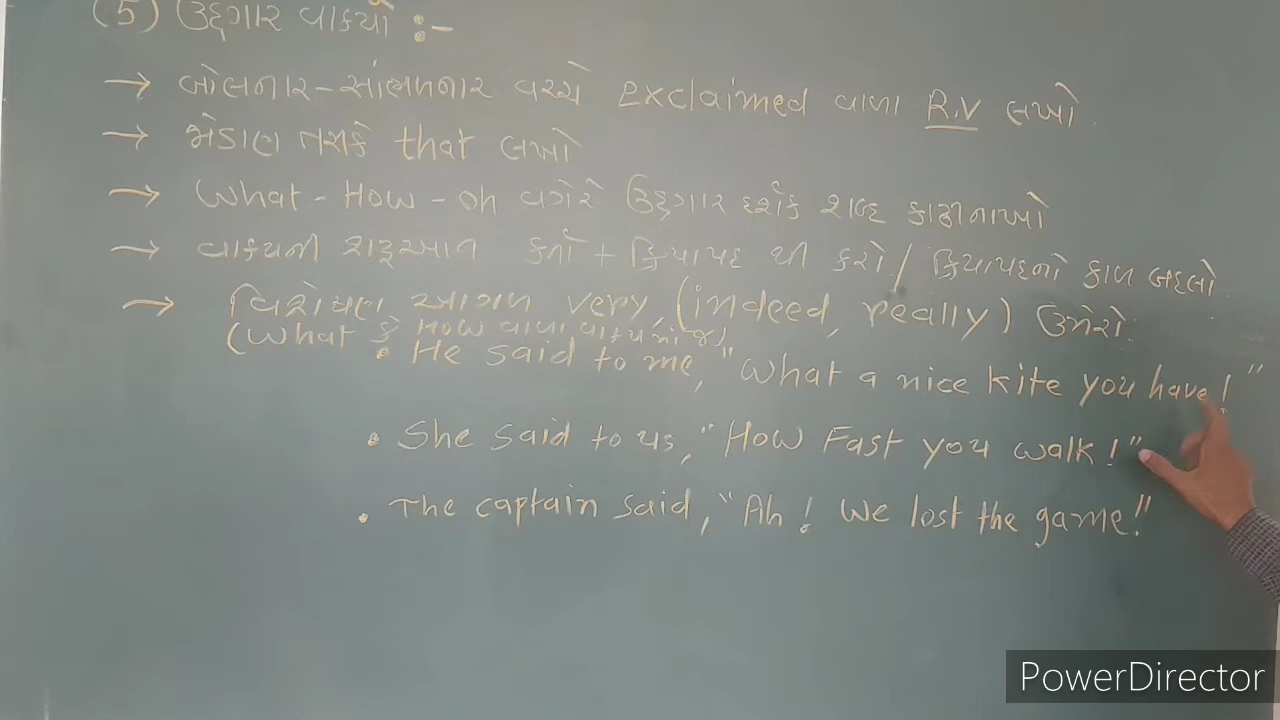 (5) ઉદ્દગાર વાક્યો :-
→ બોલનાર-સાંભળનાર વચ્ચે exclaimed વાળા R.V લખો.
→ જોડાણ તરીકે that લખો
→ What - How - Oh વગેરે ઉદ્દગાર દર્શક શબ્દ કાઢીનાખો
→ વાક્યની શરૂઆત કર્તા + ક્રિયાપદ થી કરો / ક્રિયાપદનો કાળ બદલો.
→ વિશેષણ આગળ very, (indeed, really) ઉમેરો.
(What કે How વાળા વાક્યમાં જ)
• He said to me, "What a nice kite you have!"
• She said to us, "How Fast you walk!"
• The captain said, "Ah! We lost the game!"
PowerDirector